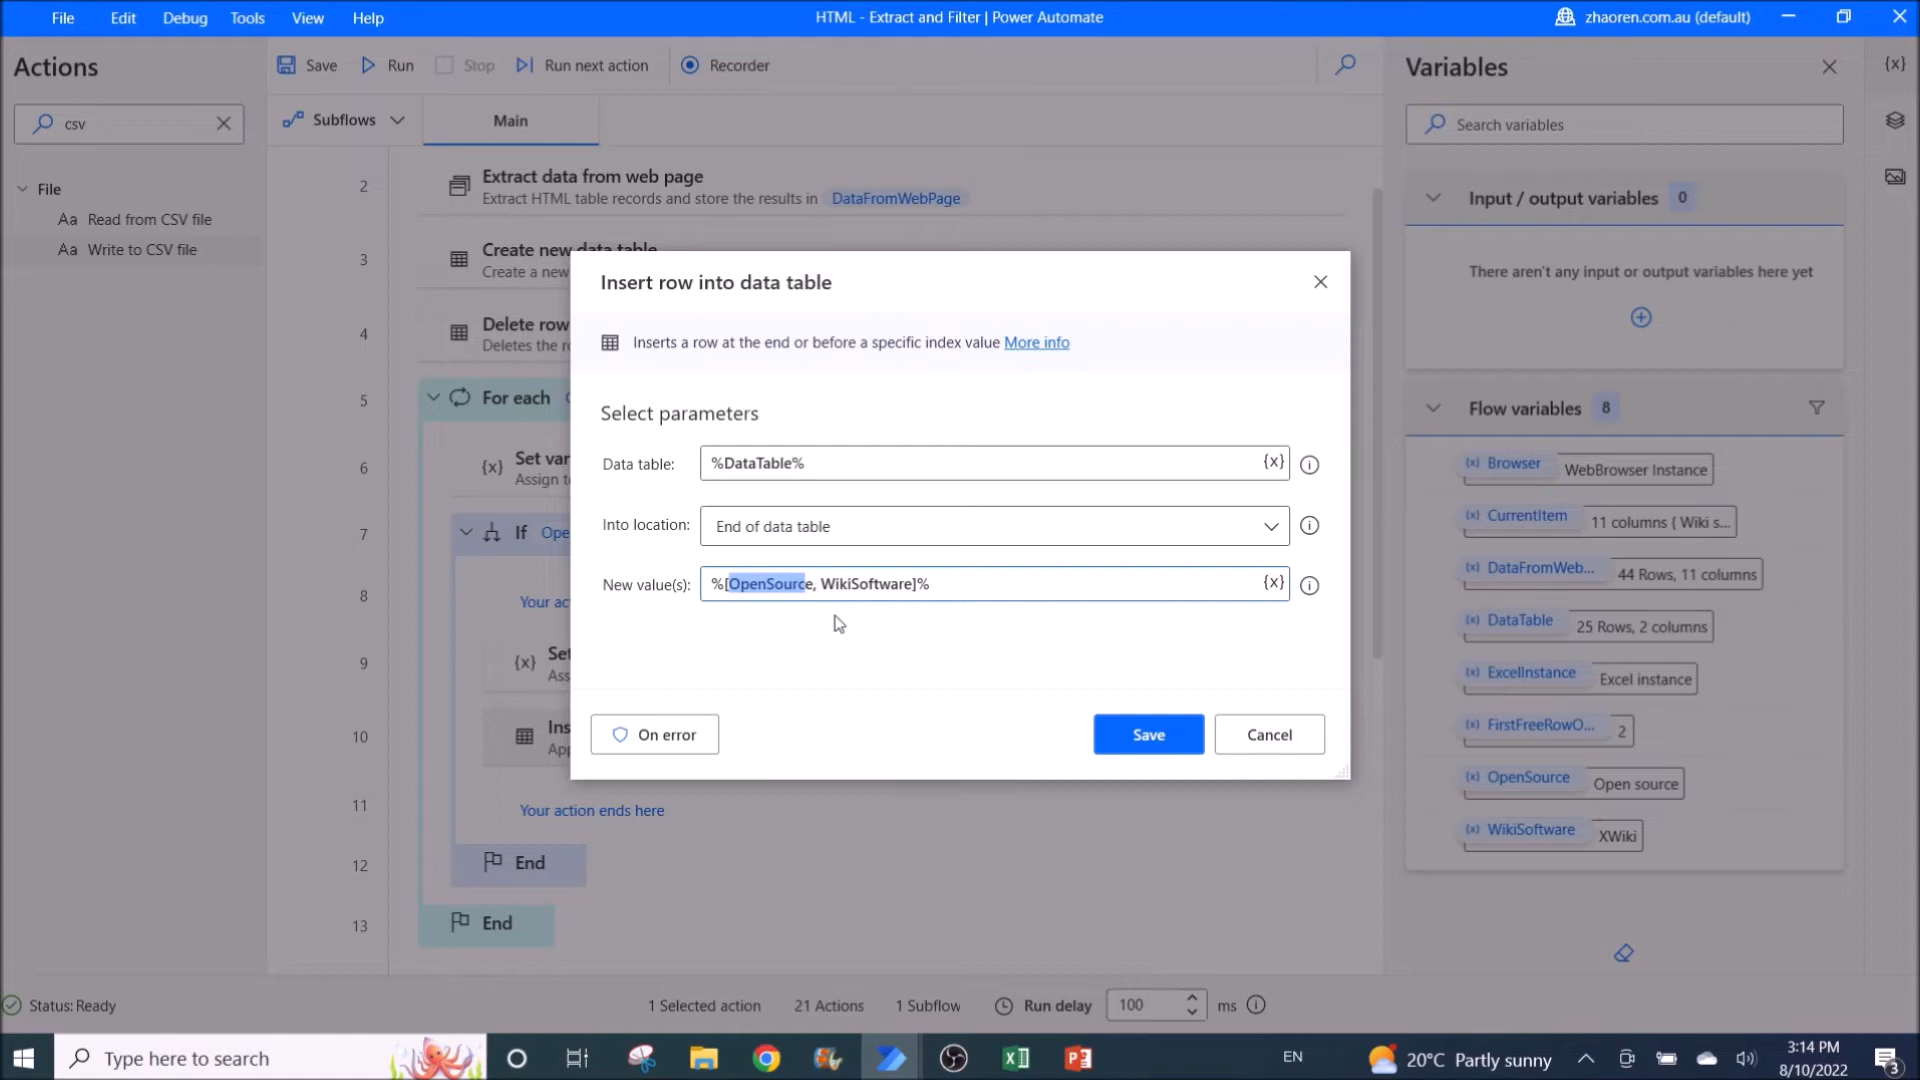 File Edit Debug Tools View Help
HTML - Extract and Filter | Power Automate
zhaoren.com.au (default)
Actions
csv
File
Aa Read from CSV file
Aa Write to CSV file
Save Run Stop Run next action Recorder
Subflows Main
2 Extract data from web page
Extract HTML table records and store the results in DataFromWebPage
3 Create new data table
Create a new
4 Delete row
Deletes the
5 For each
6 {x} Set var
Assign
7 If Ope
8
Your ac
9 {x} Set
Ass
10 Ins
App
11 Your action ends here
12 End
13 End
Insert row into data table
Inserts a row at the end or before a specific index value More info
Select parameters
Data table: %DataTable% {x}
Into location: End of data table
New value(s): %[OpenSource, WikiSoftware]% {x}
On error Save Cancel
Variables {x}
Search variables
Input / output variables 0
There aren't any input or output variables here yet
Flow variables 8
{x} Browser WebBrowser Instance
{x} CurrentItem 11 columns { Wiki s...
{x} DataFromWeb... 44 Rows, 11 columns
{x} DataTable 25 Rows, 2 columns
{x} ExcelInstance Excel instance
{x} FirstFreeRowO... 2
{x} OpenSource Open source
{x} WikiSoftware XWiki
Status: Ready 1 Selected action 21 Actions 1 Subflow Run delay 100 ms
Type here to search
EN
20°C Partly sunny
3:14 PM
8/10/2022
3